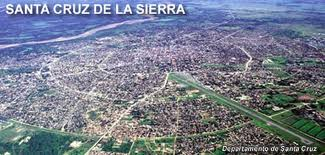 SANTA CRUZ DE LA SIERRA
Departamento de Santa Cruz